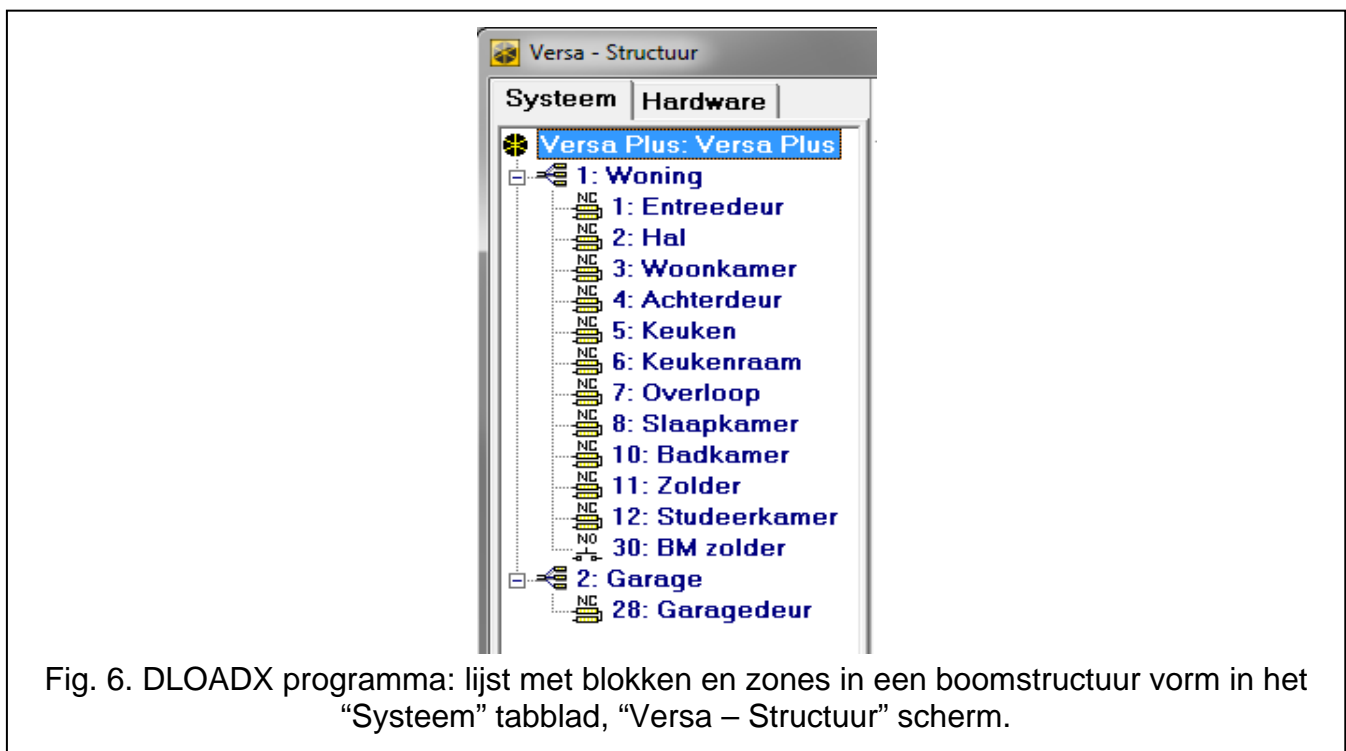 Versa - Structuur
Systeem Hardware
Versa Plus: Versa Plus
1: Woning
NC 1: Entreedeur
NC 2: Hal
NC 3: Woonkamer
NC 4: Achterdeur
NC 5: Keuken
NC 6: Keukenraam
NC 7: Overloop
NC 8: Slaapkamer
NC 10: Badkamer
NC 11: Zolder
NC 12: Studeerkamer
NO 30: BM zolder
2: Garage
NC 28: Garagedeur
Fig. 6. DLOADX programma: lijst met blokken en zones in een boomstructuur vorm in het
“Systeem” tabblad, “Versa – Structuur” scherm.